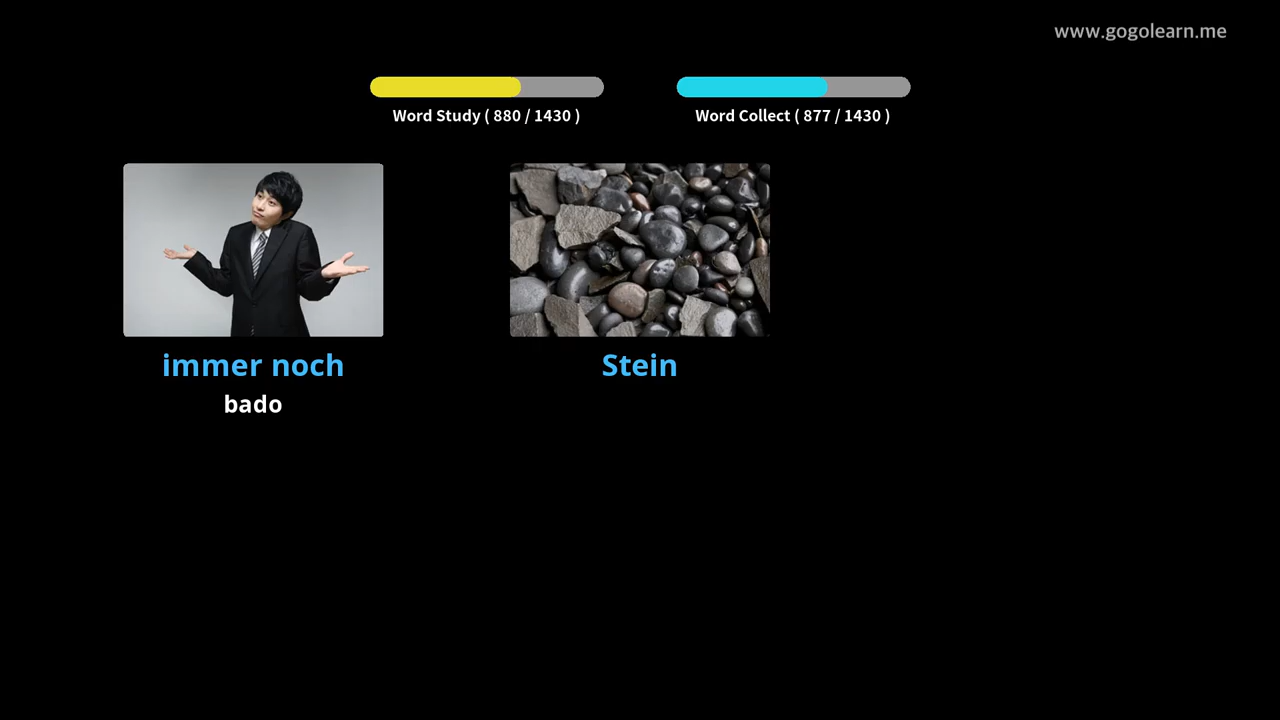 www.gogolearn.me
Word Study ( 880 / 1430 )
Word Collect ( 877 / 1430 )
immer noch
bado
Stein